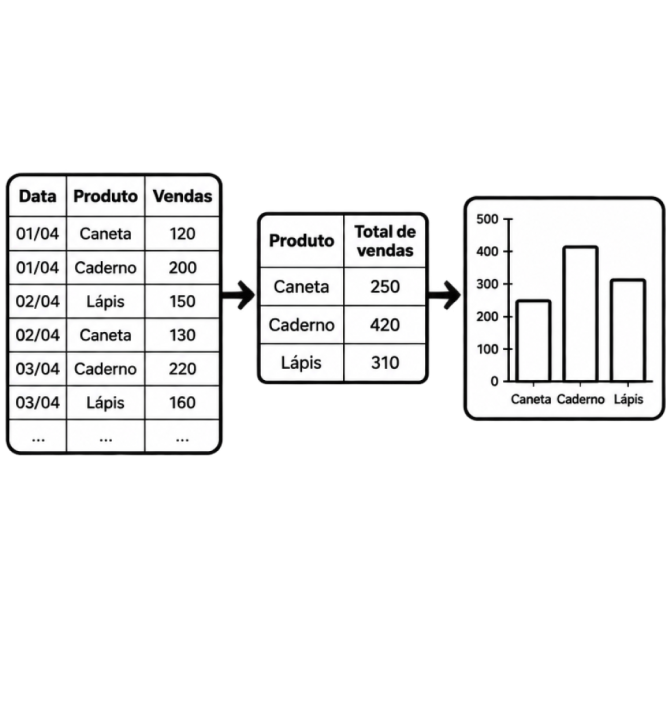 Data Produto Vendas
01/04 Caneta 120
01/04 Caderno 200
02/04 Lápis 150
02/04 Caneta 130
03/04 Caderno 220
03/04 Lápis 160
... ... ...
Produto Total de vendas
Caneta 250
Caderno 420
Lápis 310
500
400
300
200
100
0
Caneta Caderno Lápis